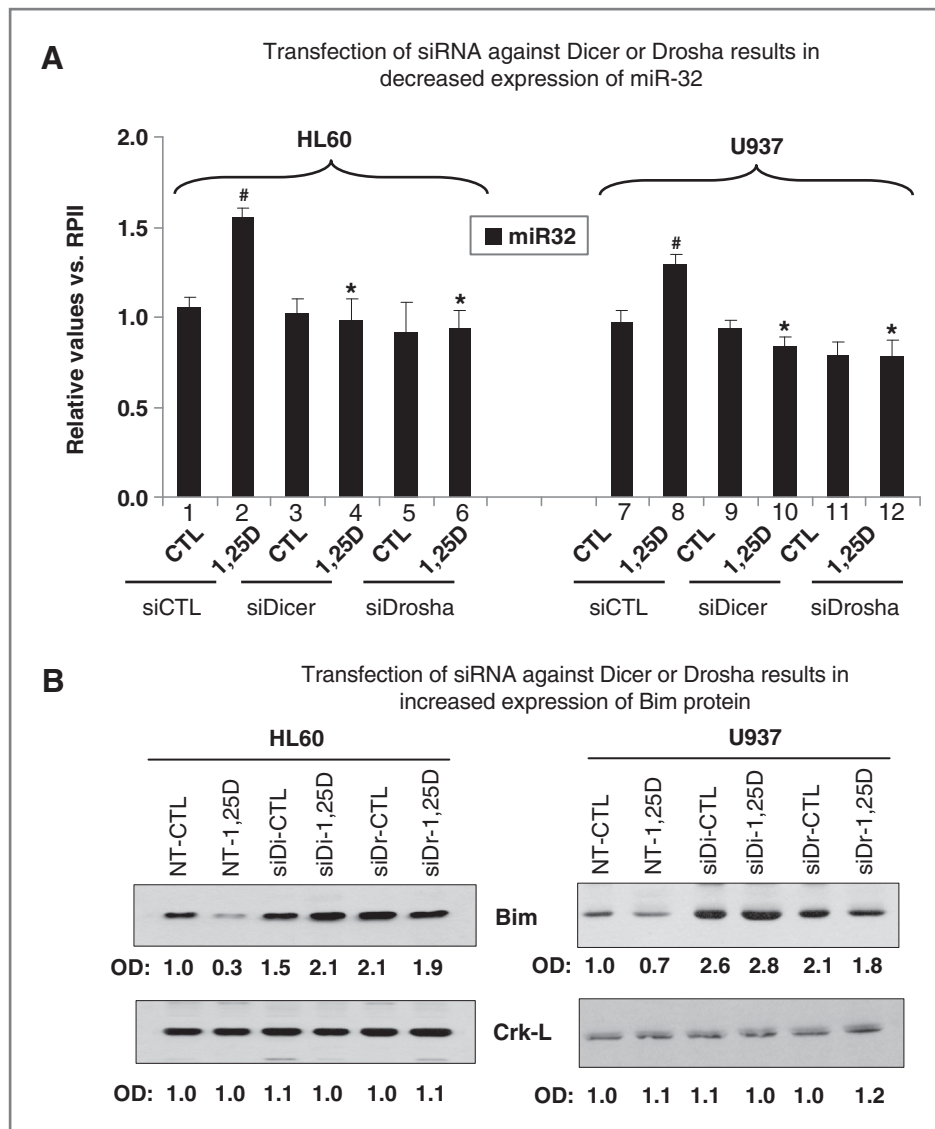 A
Transfection of siRNA against Dicer or Drosha results in
decreased expression of miR-32
HL60
U937
Relative values vs. RPII
2.0
1.5
1.0
0.5
0.0
#
*
*
#
*
*
miR32
1 2 3 4 5 6 7 8 9 10 11 12
CTL 1,25D CTL 1,25D CTL 1,25D CTL 1,25D CTL 1,25D CTL 1,25D
siCTL siDicer siDrosha siCTL siDicer siDrosha
B
Transfection of siRNA against Dicer or Drosha results in
increased expression of Bim protein
HL60
U937
NT-CTL NT-1,25D siDi-CTL siDi-1,25D siDr-CTL siDr-1,25D
NT-CTL NT-1,25D siDi-CTL siDi-1,25D siDr-CTL siDr-1,25D
Bim
OD: 1.0 0.3 1.5 2.1 2.1 1.9
OD: 1.0 0.7 2.6 2.8 2.1 1.8
Crk-L
OD: 1.0 1.0 1.1 1.0 1.0 1.1
OD: 1.0 1.1 1.1 1.0 1.0 1.2